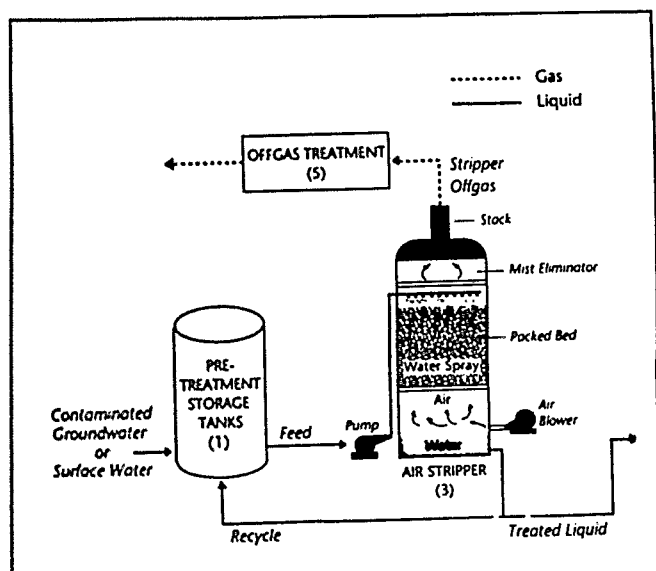 Gas
Liquid
OFFGAS TREATMENT
(5)
Stripper
Offgas
Stack
Mist Eliminator
Packed Bed
Water Spray
Air
Air
Blower
Water
AIR STRIPPER
(3)
PRE-
TREATMENT
STORAGE
TANKS
(1)
Contaminated
Groundwater
or
Surface Water
Feed
Pump
Recycle
Treated Liquid